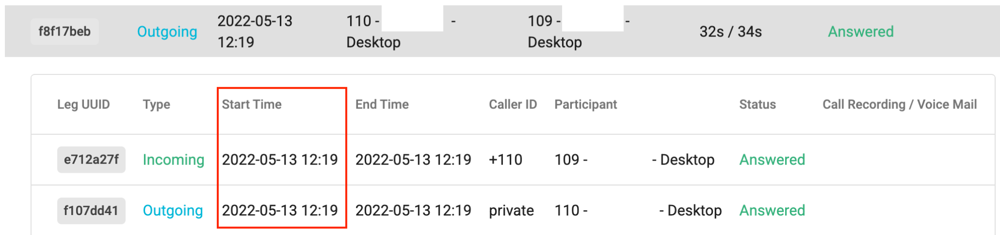 f8f17beb Outgoing 2022-05-13 12:19 110 - - Desktop 109 - - Desktop 32s / 34s Answered
Leg UUID Type Start Time End Time Caller ID Participant Status Call Recording / Voice Mail
e712a27f Incoming 2022-05-13 12:19 2022-05-13 12:19 +110 109 - - Desktop Answered
f107dd41 Outgoing 2022-05-13 12:19 2022-05-13 12:19 private 110 - - Desktop Answered